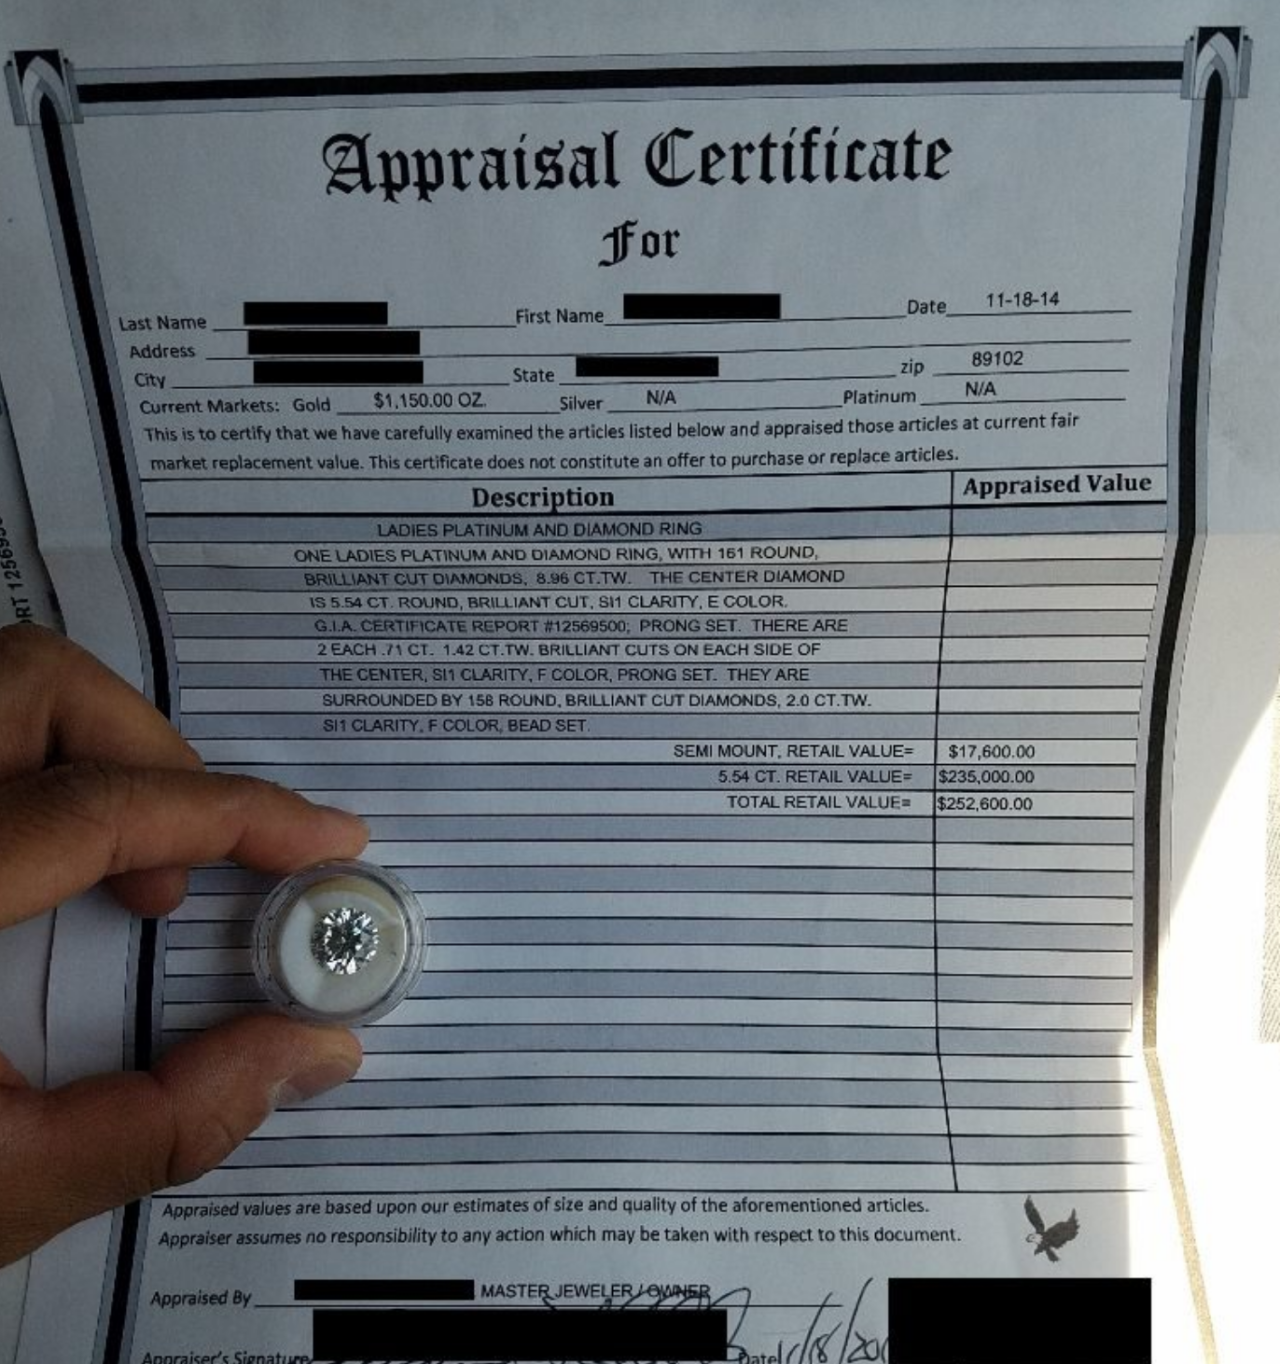 Appraisal Certificate
For
Last Name First Name Date 11-18-14
Address
City State zip 89102
Current Markets: Gold $1,150.00 OZ. Silver N/A Platinum N/A
This is to certify that we have carefully examined the articles listed below and appraised those articles at current fair
market replacement value. This certificate does not constitute an offer to purchase or replace articles.
Description Appraised Value
LADIES PLATINUM AND DIAMOND RING
ONE LADIES PLATINUM AND DIAMOND RING, WITH 161 ROUND,
BRILLIANT CUT DIAMONDS, 8.96 CT.TW. THE CENTER DIAMOND
IS 5.54 CT. ROUND, BRILLIANT CUT, SI1 CLARITY, E COLOR.
G.I.A. CERTIFICATE REPORT #12569500; PRONG SET. THERE ARE
2 EACH .71 CT. 1.42 CT.TW. BRILLIANT CUTS ON EACH SIDE OF
THE CENTER, SI1 CLARITY, F COLOR, PRONG SET. THEY ARE
SURROUNDED BY 158 ROUND, BRILLIANT CUT DIAMONDS, 2.0 CT.TW.
SI1 CLARITY, F COLOR, BEAD SET.
SEMI MOUNT, RETAIL VALUE= $17,600.00
5.54 CT. RETAIL VALUE= $235,000.00
TOTAL RETAIL VALUE= $252,600.00
Appraised values are based upon our estimates of size and quality of the aforementioned articles.
Appraiser assumes no responsibility to any action which may be taken with respect to this document.
Appraised By MASTER JEWELER / OWNER
Appraiser's Signature Date